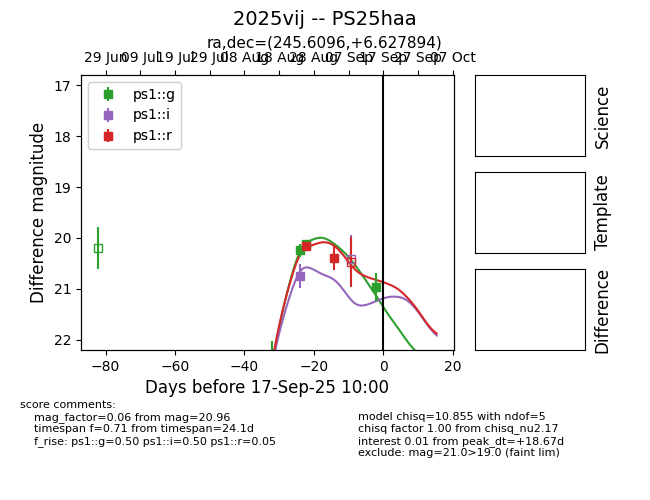 2025vij -- PS25haa
ra,dec=(245.6096,+6.627894)
29 Jun 09 Jul 19 Jul 29 Jul 08 Aug 18 Aug 28 Aug 07 Sep 17 Sep 27 Sep 07 Oct
ps1::g
ps1::i
ps1::r
17
18
19
20
21
22
Difference magnitude
−80 −60 −40 −20 0 20
Days before 17-Sep-25 10:00
Science
Template
Difference
score comments:
mag_factor=0.06 from mag=20.96
timespan f=0.71 from timespan=24.1d
f_rise: ps1::g=0.50 ps1::i=0.50 ps1::r=0.05
model chisq=10.855 with ndof=5
chisq factor 1.00 from chisq_nu2.17
interest 0.01 from peak_dt=+18.67d
exclude: mag=21.0>19.0 (faint lim)